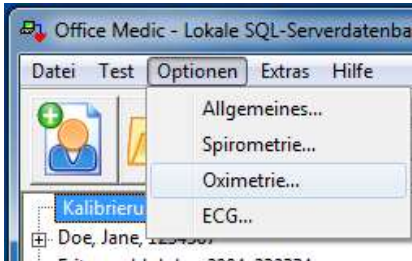 Office Medic - Lokale SQL-Serverdatenba
Datei Test Optionen Extras Hilfe
Allgemeines...
Spirometrie...
Oximetrie...
ECG...
Kalibrieru
Doe, Jane,